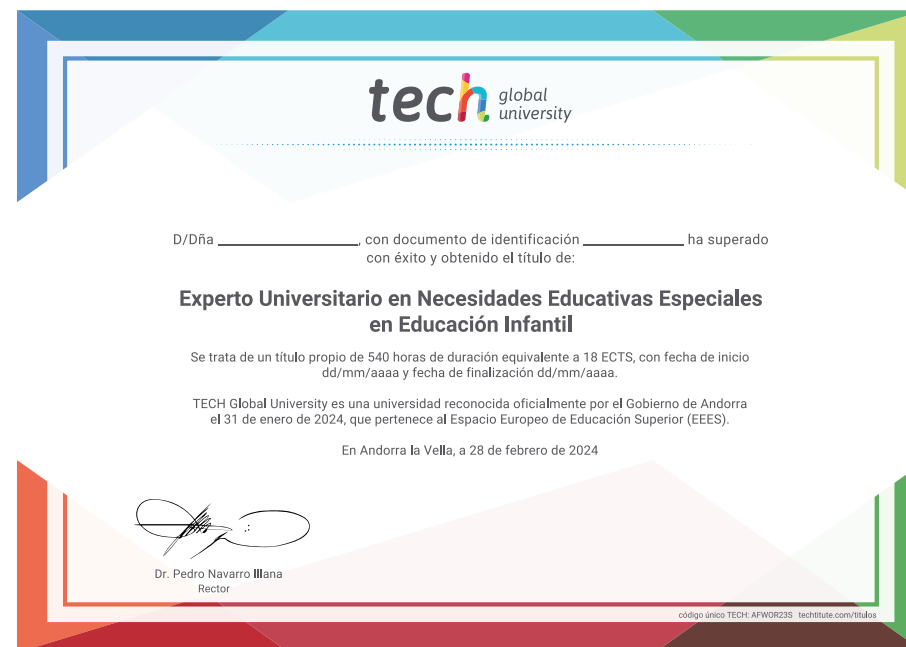 tech global university
D/Dña ________________, con documento de identificación ____________ ha superado
con éxito y obtenido el título de:
Experto Universitario en Necesidades Educativas Especiales
en Educación Infantil
Se trata de un título propio de 540 horas de duración equivalente a 18 ECTS, con fecha de inicio
dd/mm/aaaa y fecha de finalización dd/mm/aaaa.
TECH Global University es una universidad reconocida oficialmente por el Gobierno de Andorra
el 31 de enero de 2024, que pertenece al Espacio Europeo de Educación Superior (EEES).
En Andorra la Vella, a 28 de febrero de 2024
Dr. Pedro Navarro Illana
Rector
código único TECH: AFWOR23S techtitute.com/titulos